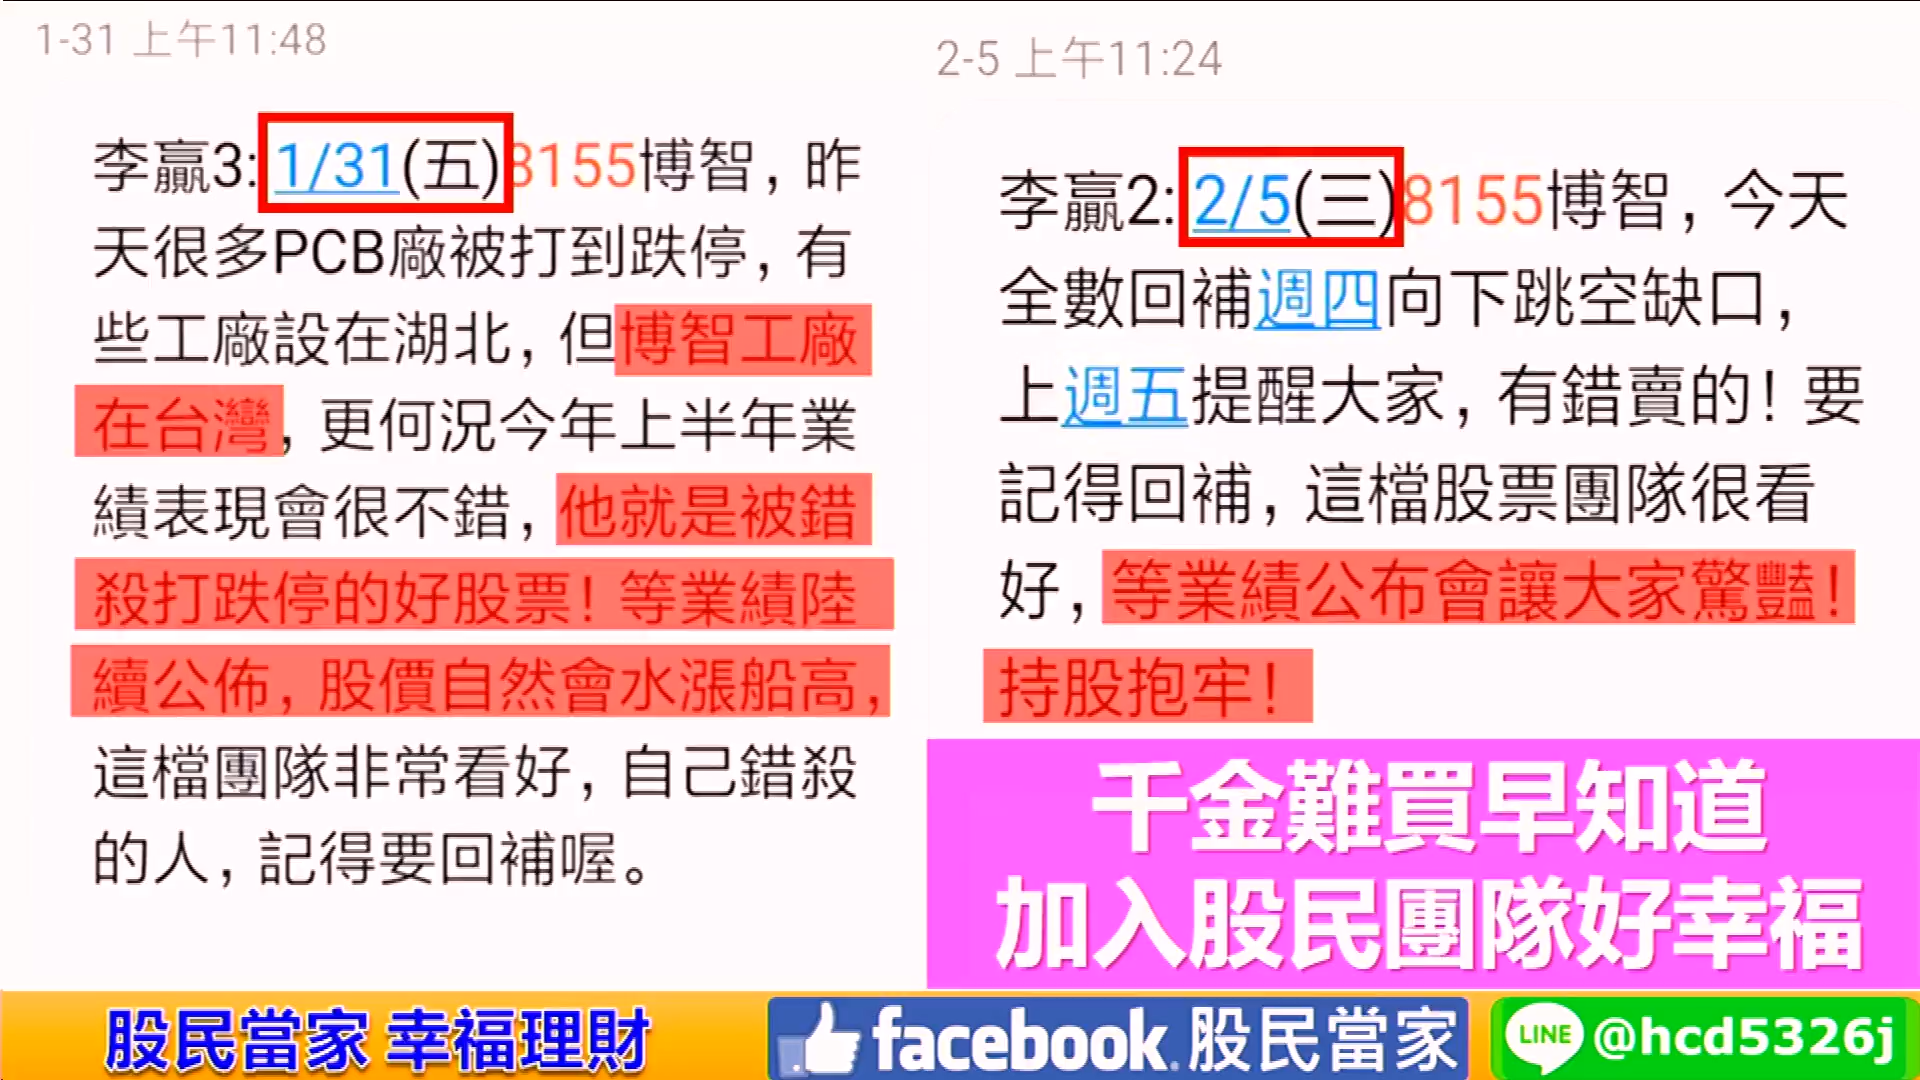 1-31 上午11:48
李贏3: 1/31(五)8155博智，昨
天很多PCB廠被打到跌停，有
些工廠設在湖北，但博智工廠
在台灣，更何況今年上半年業
績表現會很不錯，他就是被錯
殺打跌停的好股票！等業績陸
續公佈，股價自然會水漲船高，
這檔團隊非常看好，自己錯殺
的人，記得要回補喔。
2-5 上午11:24
李贏2: 2/5(三)8155博智，今天
全數回補週四向下跳空缺口，
上週五提醒大家，有錯賣的！要
記得回補，這檔股票團隊很看
好，等業績公布會讓大家驚豔！
持股抱牢！
千金難買早知道
加入股民團隊好幸福
股民當家 幸福理財
facebook.股民當家
LINE @hcd5326j